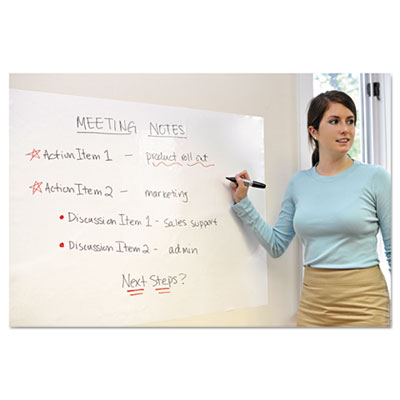 MEETING NOTES
Action Item 1 – product roll out
Action Item 2 – marketing
Discussion Item 1 – sales support
Discussion Item 2 – admin
Next Steps?